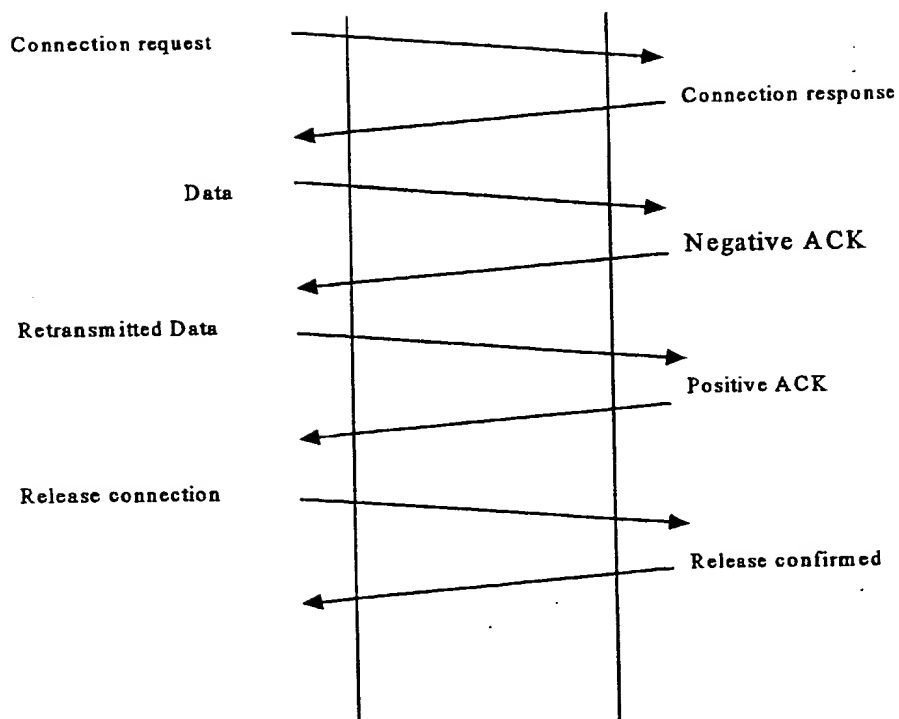 Connection request
Connection response
Data
Negative ACK
Retransmitted Data
Positive ACK
Release connection
Release confirmed